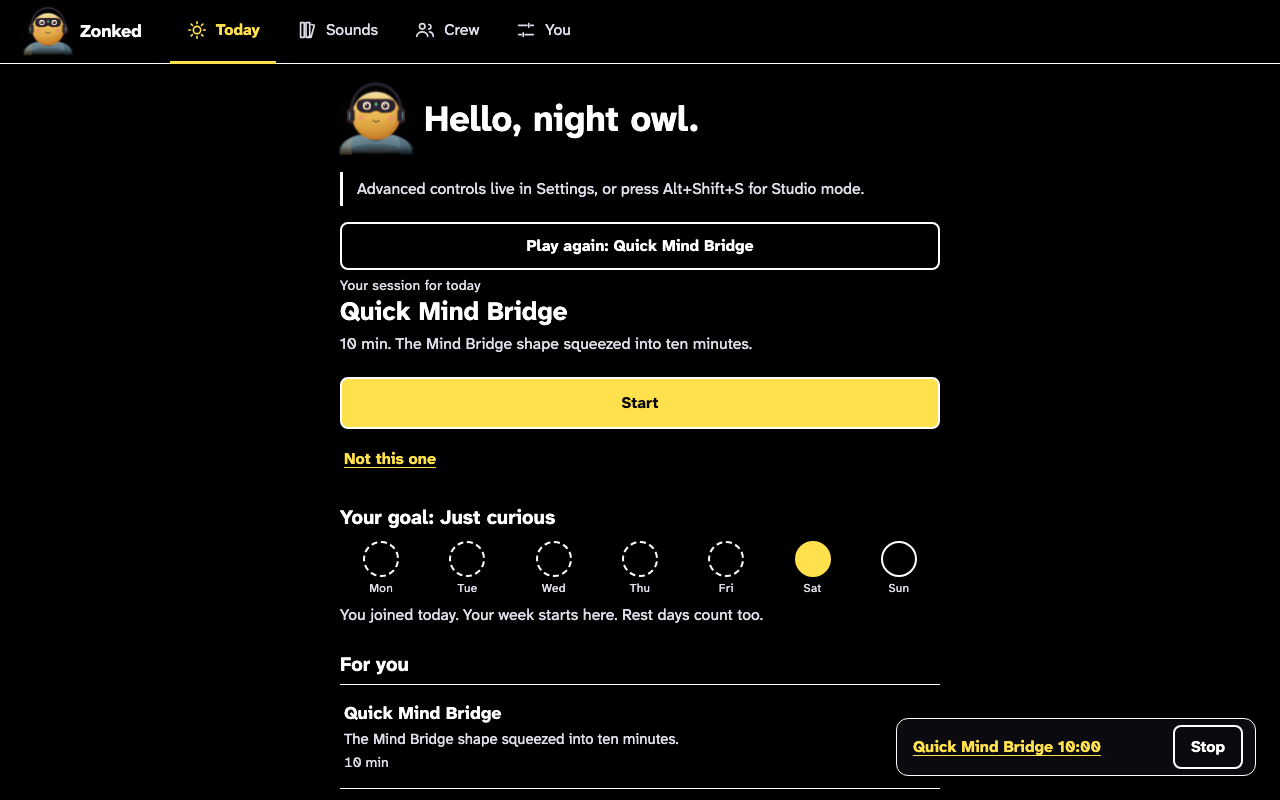 Zonked
Today
Sounds
Crew
You
Hello, night owl.
Advanced controls live in Settings, or press Alt+Shift+S for Studio mode.
Play again: Quick Mind Bridge
Your session for today
Quick Mind Bridge
10 min. The Mind Bridge shape squeezed into ten minutes.
Start
Not this one
Your goal: Just curious
Mon Tue Wed Thu Fri Sat Sun
You joined today. Your week starts here. Rest days count too.
For you
Quick Mind Bridge
The Mind Bridge shape squeezed into ten minutes.
10 min
Quick Mind Bridge 10:00
Stop